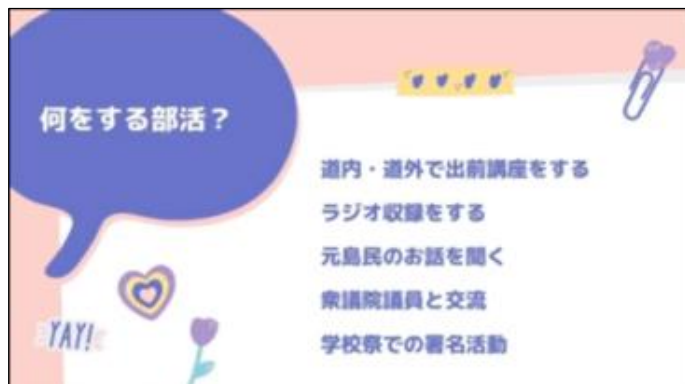 何をする部活？
道内・道外で出前講座をする
ラジオ収録をする
元島民のお話を聞く
衆議院議員と交流
学校祭での署名活動
YAY!